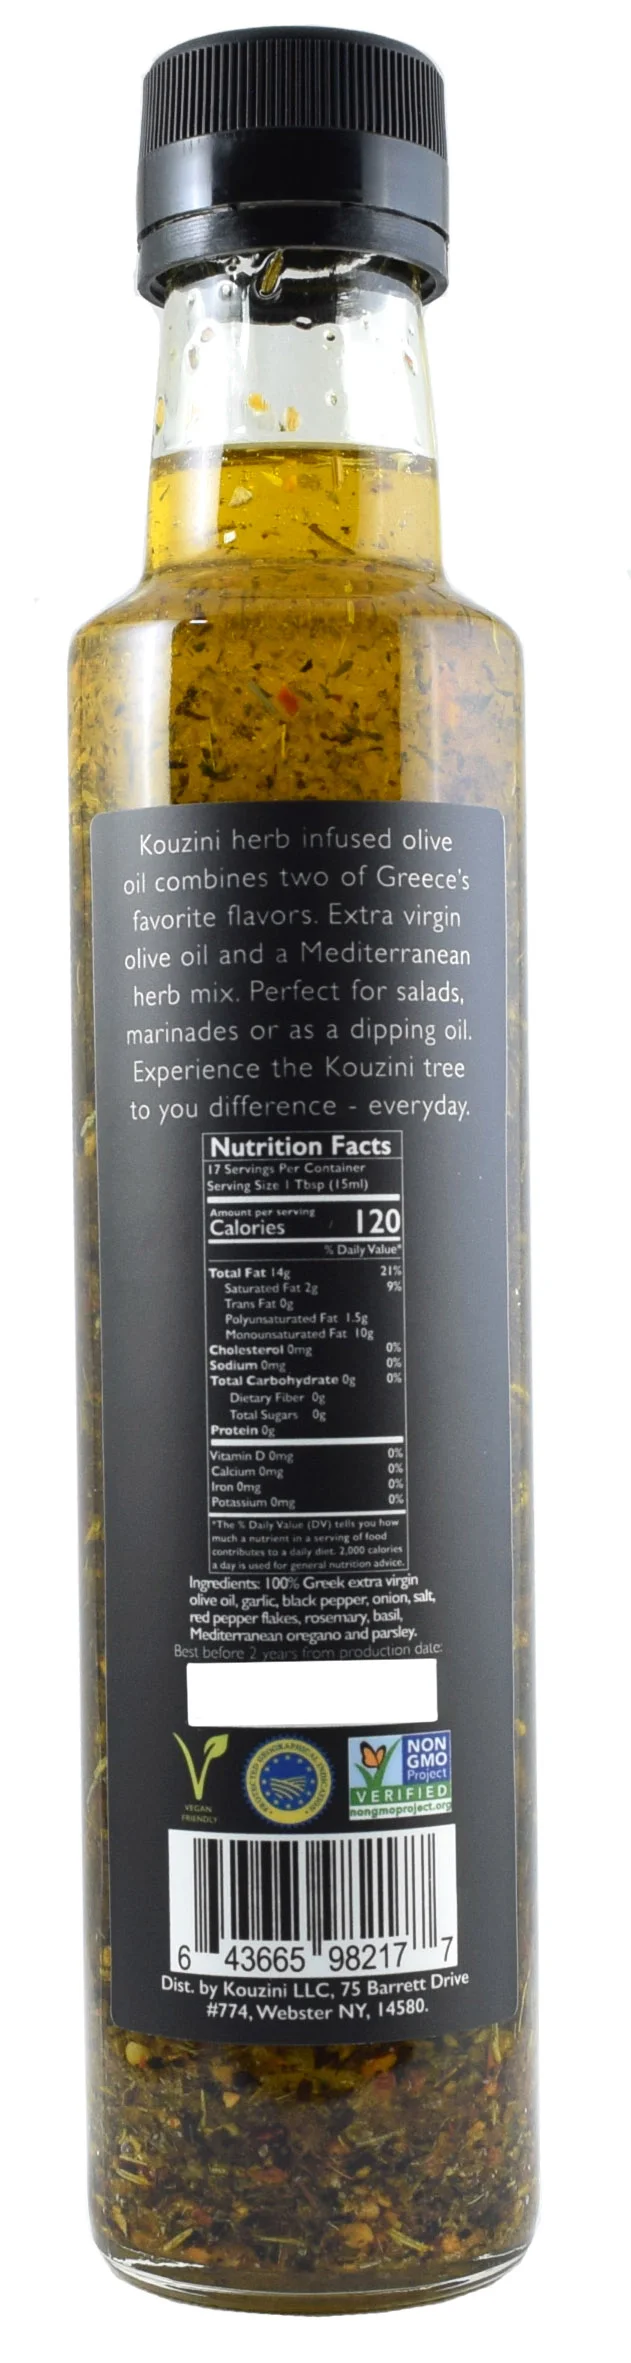 Kouzini herb infused olive
oil combines two of Greece's
favorite flavors. Extra virgin
olive oil and a Mediterranean
herb mix. Perfect for salads,
marinades or as a dipping oil.
Experience the Kouzini tree
to you difference - everyday.
Nutrition Facts
17 Servings Per Container
Serving Size 1 Tbsp (15ml)
Amount per serving
Calories 120
% Daily Value*
Total Fat 14g 21%
Saturated Fat 2g 9%
Trans Fat 0g
Polyunsaturated Fat 1.5g
Monounsaturated Fat 10g
Cholesterol 0mg 0%
Sodium 0mg 0%
Total Carbohydrate 0g 0%
Dietary Fiber 0g
Total Sugars 0g
Protein 0g
Vitamin D 0mg 0%
Calcium 0mg 0%
Iron 0mg 0%
Potassium 0mg 0%
*The % Daily Value (DV) tells you how
much a nutrient in a serving of food
contributes to a daily diet. 2,000 calories
a day is used for general nutrition advice.
Ingredients: 100% Greek extra virgin
olive oil, garlic, black pepper, onion, salt,
red pepper flakes, rosemary, basil,
Mediterranean oregano and parsley.
Best before 2 years from production date:
VEGAN
FRIENDLY
PROTECTED GEOGRAPHICAL INDICATION
NON
GMO
Project
VERIFIED
nongmoproject.org
6 43665 98217 7
Dist. by Kouzini LLC, 75 Barrett Drive
#774, Webster NY, 14580.